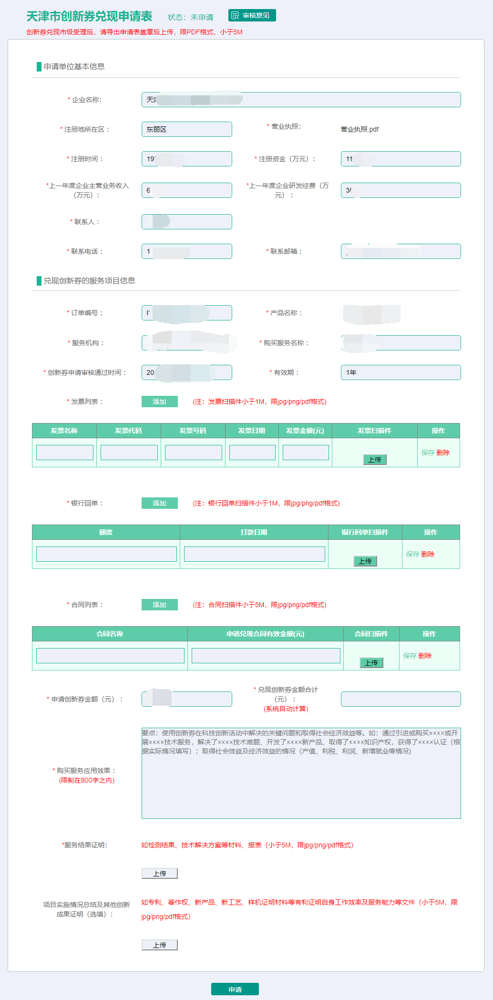 天津市创新券兑现申请表 状态：未申请 审核意见
创新券兑现市级受理后，请导出申请表盖章后上传，限PDF格式，小于5M
申请单位基本信息
* 企业名称： 天
* 注册地所在区： 东丽区 * 营业执照： 营业执照.pdf
* 注册时间： 19 * 注册资金（万元）： 11
*上一年度企业主营业务收入 *上一年度企业研发经费（万
（万元）： 6 元）： 3
* 联系人：
* 联系电话： 1 * 联系邮箱：
兑现创新券的服务项目信息
* 订单编号： * 产品名称：
* 服务机构： * 购买服务名称：
* 创新券申请审核通过时间： 20 * 有效期： 1年
* 发票列表： 添加 (注：发票扫描件小于1M，限jpg/png/pdf格式)
发票名称 发票代码 发票号码 发票日期 发票金额(元) 发票扫描件 操作
上传 保存 删除
* 银行回单： 添加 (注：银行回单扫描件小于1M，限jpg/png/pdf格式)
额度 打款日期 银行回单扫描件 操作
上传 保存 删除
* 合同列表： 添加 (注：合同扫描件小于5M，限jpg/png/pdf格式)
合同名称 申请兑现合同有效金额(元) 合同扫描件 操作
上传 保存 删除
* 申请创新券金额（元）： * 兑现创新券金额合计
（元）：
(系统自动计算)
要点：使用创新券在科技创新活动中解决的关键问题和取得社会经济效益等。如：通过引进或购买××××或开
展××××技术服务，解决了××××技术难题、开发了××××新产品、取得了××××知识产权，获得了××××认证（根
据实际情况填写）；取得社会效益及经济效益的情况（产值、利税、利润、新增就业等情况)
* 购买服务应用效果：
(限制在800字之内)
*服务结果证明： 如检测结果、技术解决方案等材料、报表（小于5M，限jpg/png/pdf格式）
上传
项目实施情况总结及其他创新 如专利、著作权、新产品、新工艺、样机证明材料等有利证明自身工作效率及服务能力等文件（小于5M，限
成果证明（选填）： jpg/png/pdf格式）
上传
申请